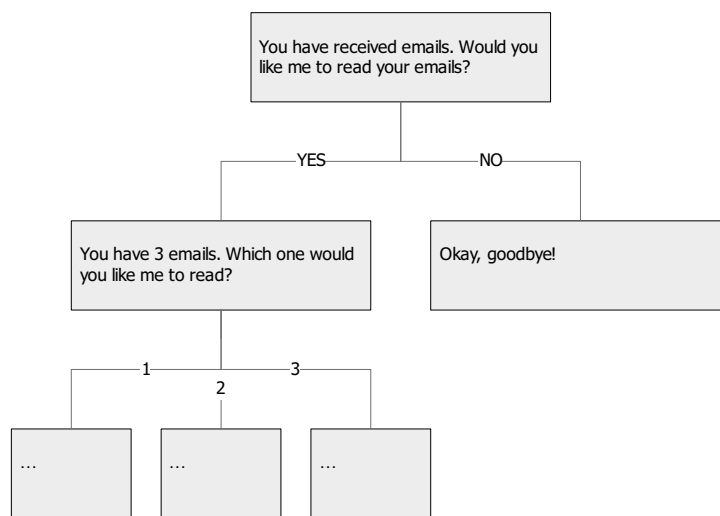 You have received emails. Would you
like me to read your emails?
YES
NO
You have 3 emails. Which one would
you like me to read?
Okay, goodbye!
1
2
3
...
...
...